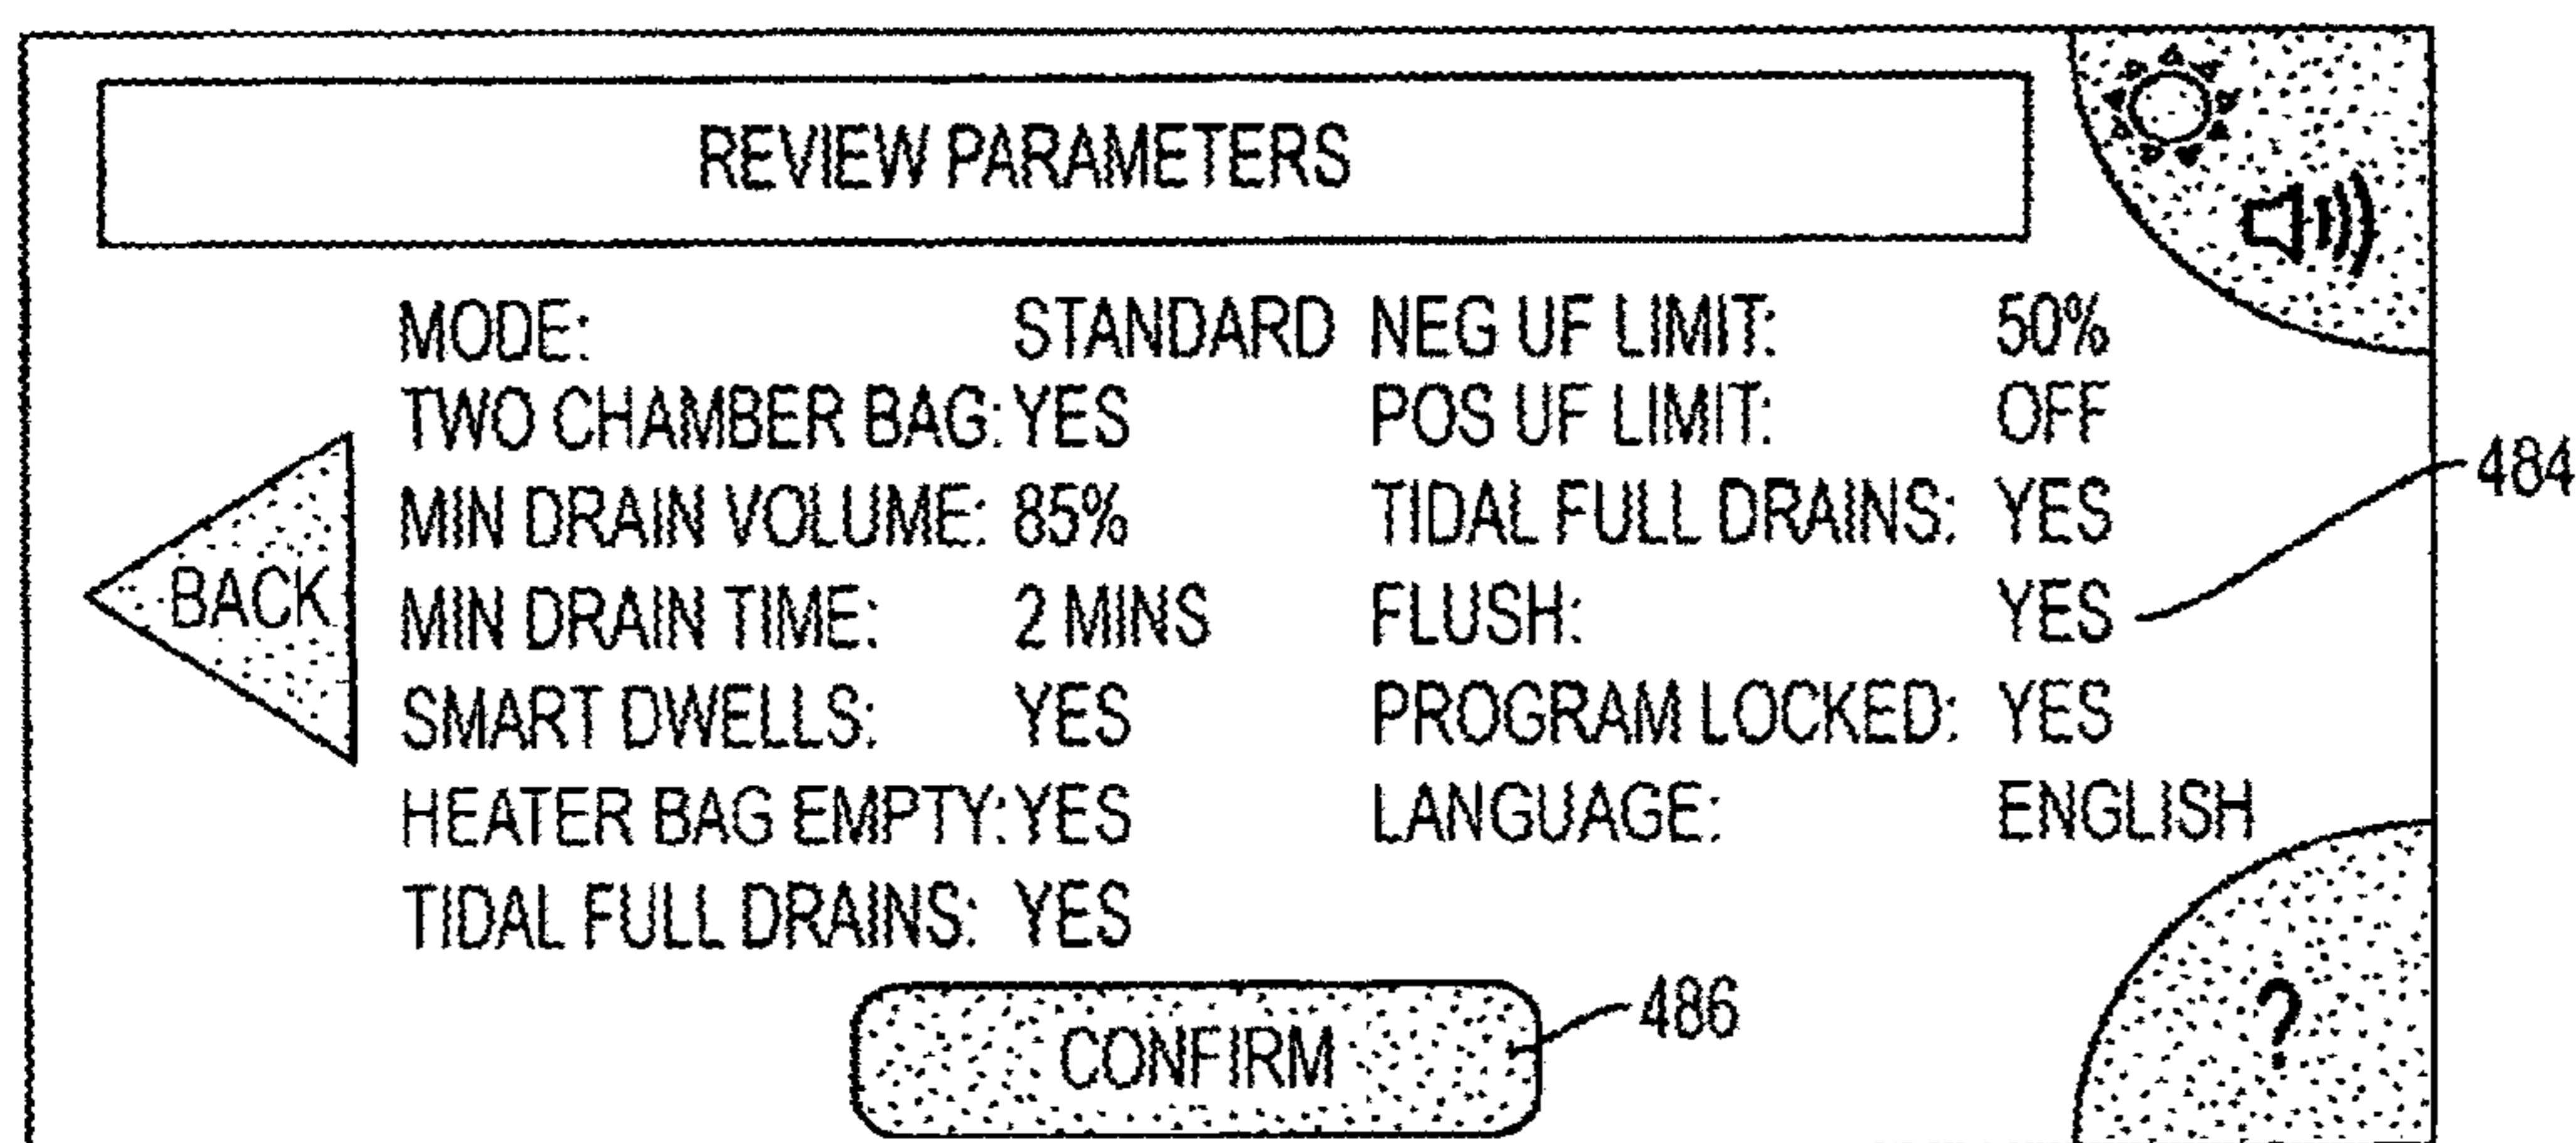 REVIEW PARAMETERS
MODE: STANDARD NEG UF LIMIT: 50%
TWO CHAMBER BAG: YES POS UF LIMIT: OFF
MIN DRAIN VOLUME: 85% TIDAL FULL DRAINS: YES
484
BACK
MIN DRAIN TIME: 2 MINS FLUSH: YES
SMART DWELLS: YES PROGRAM LOCKED: YES
HEATER BAG EMPTY: YES LANGUAGE: ENGLISH
TIDAL FULL DRAINS: YES
CONFIRM
486
?